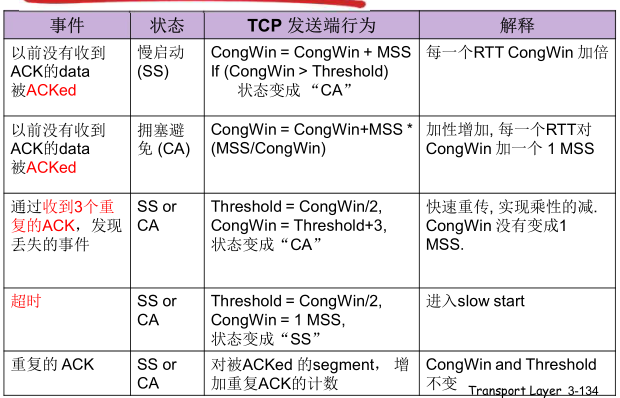 事件 状态 TCP 发送端行为 解释
以前没有收到
ACK的data
被ACKed
慢启动
(SS)
CongWin = CongWin + MSS
If (CongWin > Threshold)
状态变成 “CA”
每一个RTT CongWin 加倍
以前没有收到
ACK的data
被ACKed
拥塞避
免 (CA)
CongWin = CongWin+MSS *
(MSS/CongWin)
加性增加, 每一个RTT对
CongWin 加一个 1 MSS
通过收到3个重
复的ACK，发现
丢失的事件
SS or
CA
Threshold = CongWin/2,
CongWin = Threshold+3,
状态变成“CA”
快速重传, 实现乘性的减.
CongWin 没有变成1
MSS.
超时
SS or
CA
Threshold = CongWin/2,
CongWin = 1 MSS,
状态变成“SS”
进入slow start
重复的 ACK
SS or
CA
对被ACKed 的segment， 增
加重复ACK的计数
CongWin and Threshold
不变
Transport Layer 3-134